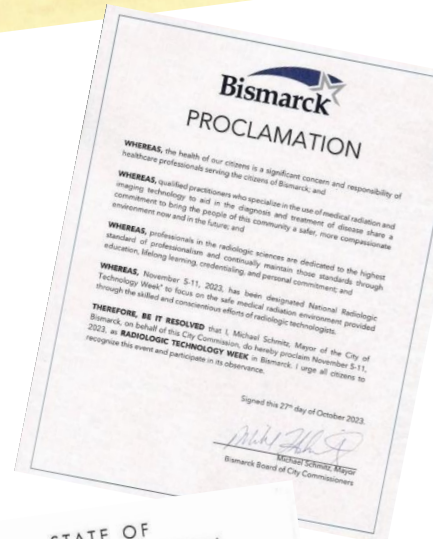 Bismarck
PROCLAMATION
WHEREAS, the health of our citizens is a significant concern and responsibility of
healthcare professionals serving the citizens of Bismarck; and
WHEREAS, qualified practitioners who specialize in the use of medical radiation and
imaging technology to aid in the diagnosis and treatment of disease share a
commitment to bring the people of this community a safer, more compassionate
environment now and in the future; and
WHEREAS, professionals in the radiologic sciences are dedicated to the highest
standard of professionalism and continually maintain those standards through
education, lifelong learning, credentialing, and personal commitment; and
WHEREAS, November 5-11, 2023, has been designated National Radiologic
Technology Week® to focus on the safe medical radiation environment provided
through the skilled and conscientious efforts of radiologic technologists.
THEREFORE, BE IT RESOLVED that I, Michael Schmitz, Mayor of the City of
Bismarck, on behalf of this City Commission, do hereby proclaim November 5-11,
2023, as RADIOLOGIC TECHNOLOGY WEEK in Bismarck. I urge all citizens to
recognize this event and participate in its observance.
Signed this 27th day of October 2023.
Michael Schmitz, Mayor
Bismarck Board of City Commissioners
STATE OF